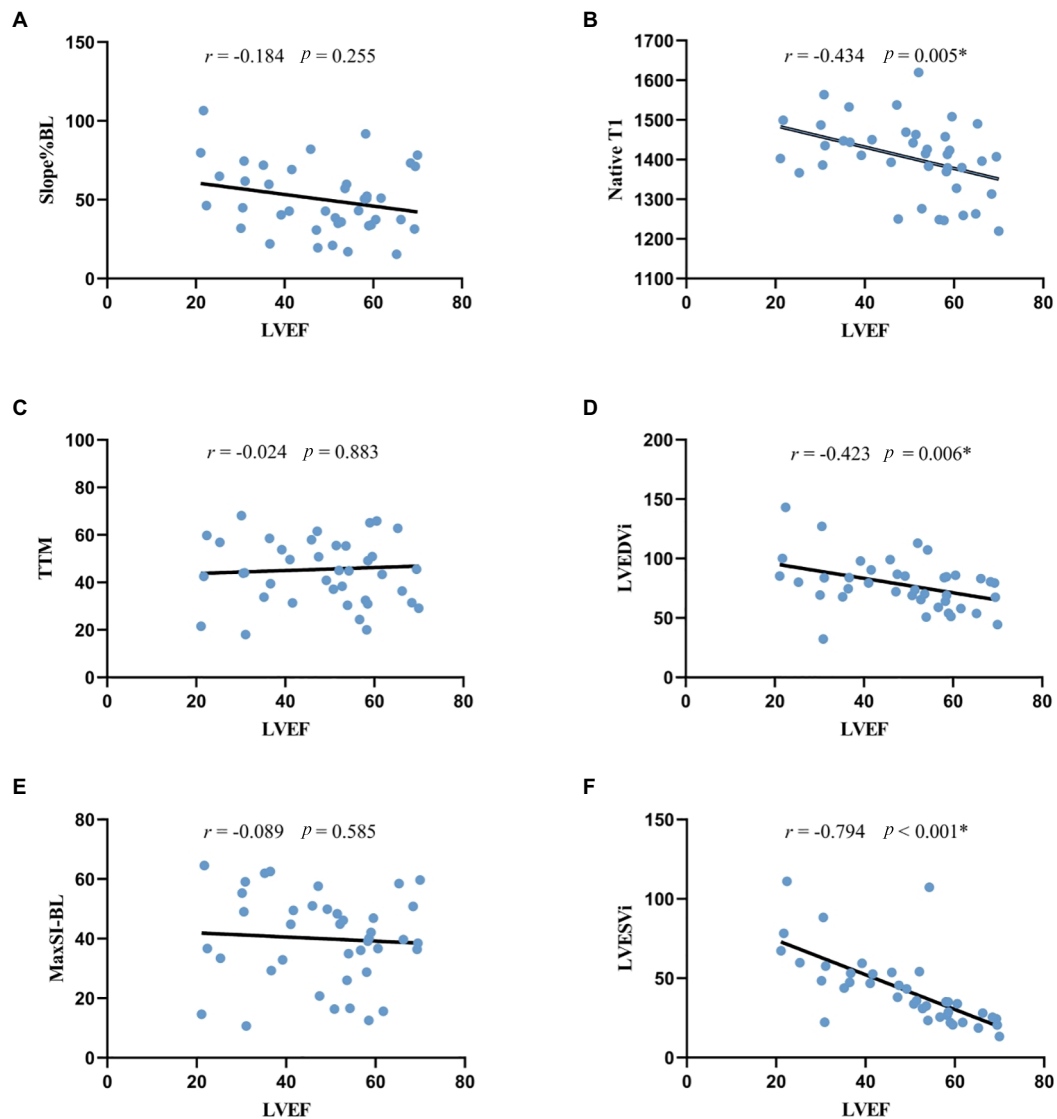 A
r = -0.184 p = 0.255
Slope%BL
150
100
50
0
0 20 40 60 80
LVEF
B
r = -0.434 p = 0.005*
Native T1
1700
1600
1500
1400
1300
1200
1100
0 20 40 60 80
LVEF
C
r = -0.024 p = 0.883
TTM
100
80
60
40
20
0
0 20 40 60 80
LVEF
D
r = -0.423 p = 0.006*
LVEDVi
200
150
100
50
0
0 20 40 60 80
LVEF
E
r = -0.089 p = 0.585
MaxSI-BL
80
60
40
20
0
0 20 40 60 80
LVEF
F
r = -0.794 p < 0.001*
LVESVi
150
100
50
0
0 20 40 60 80
LVEF